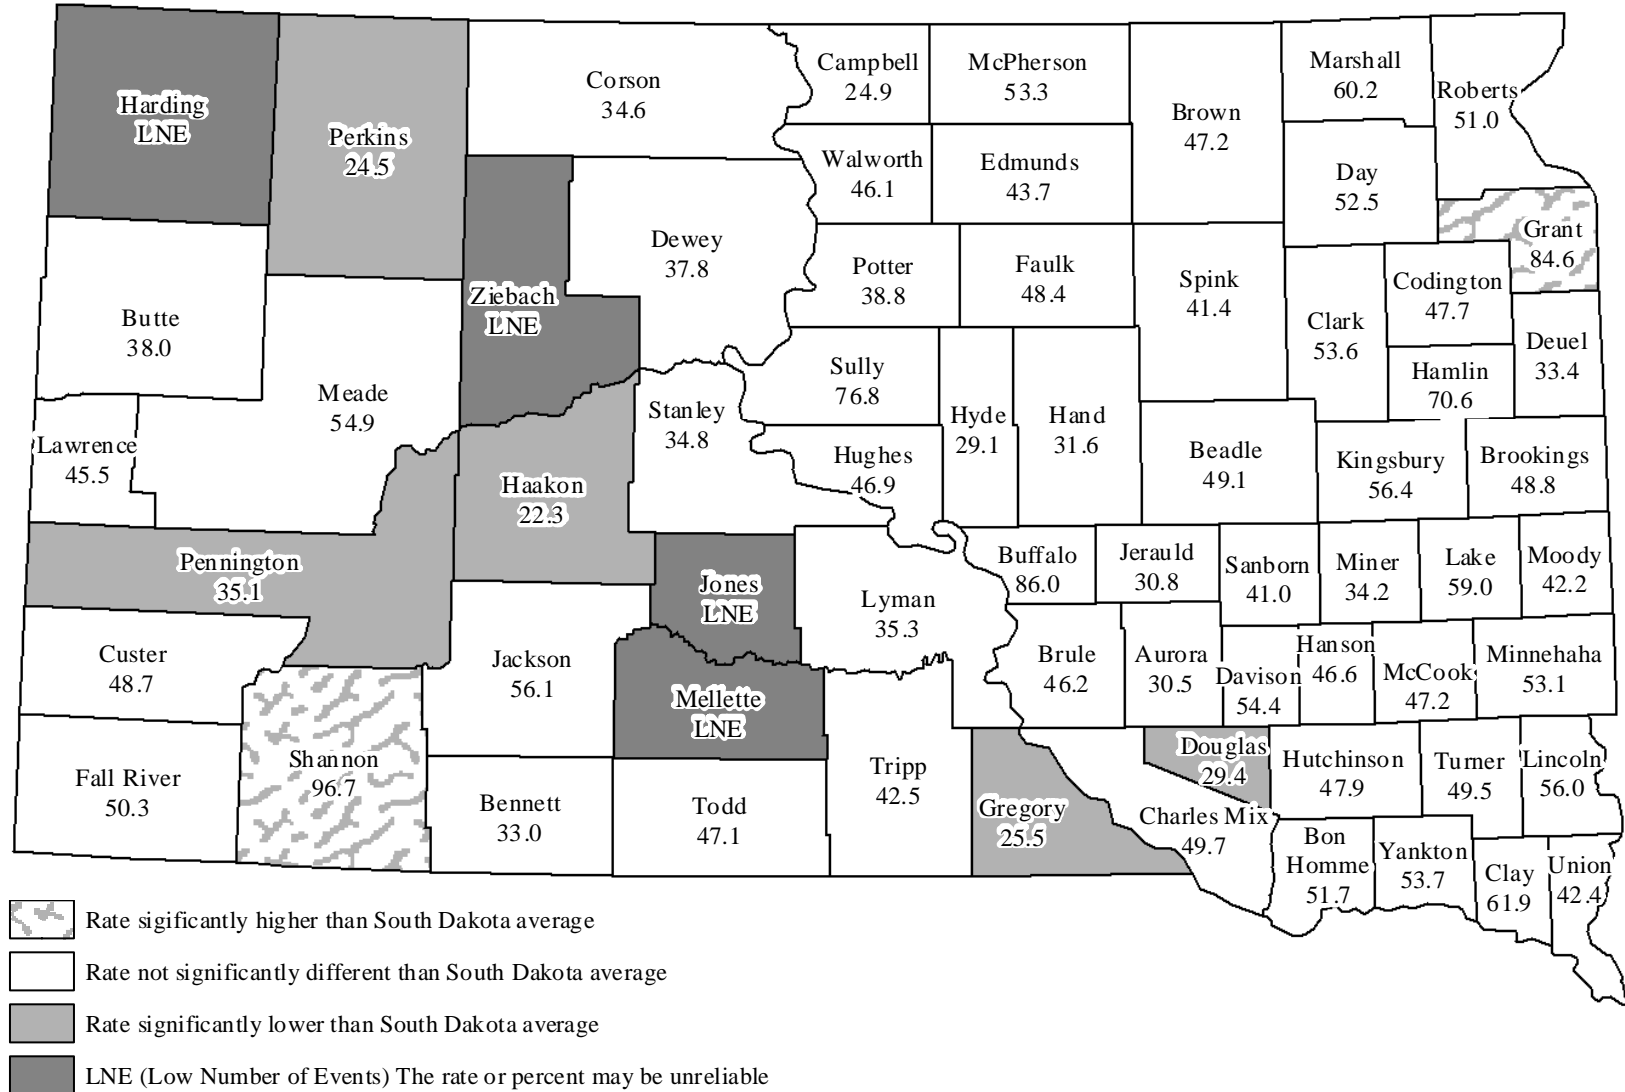 Harding
LNE
Perkins
24.5
Corson
34.6
Campbell
24.9
McPherson
53.3
Brown
47.2
Marshall
60.2
Roberts
51.0
Walworth
46.1
Edmunds
43.7
Day
52.5
Grant
84.6
Butte
38.0
Ziebach
LNE
Dewey
37.8
Potter
38.8
Faulk
48.4
Spink
41.4
Clark
53.6
Codington
47.7
Deuel
33.4
Hamlin
70.6
Lawrence
45.5
Meade
54.9
Stanley
34.8
Sully
76.8
Hyde
29.1
Hand
31.6
Hughes
46.9
Beadle
49.1
Kingsbury
56.4
Brookings
48.8
Haakon
22.3
Pennington
35.1
Jones
LNE
Lyman
35.3
Buffalo
86.0
Jerauld
30.8
Sanborn
41.0
Miner
34.2
Lake
59.0
Moody
42.2
Custer
48.7
Jackson
56.1
Mellette
LNE
Brule
46.2
Aurora
30.5
Davison
54.4
Hanson
46.6
McCook
47.2
Minnehaha
53.1
Fall River
50.3
Shannon
96.7
Bennett
33.0
Todd
47.1
Tripp
42.5
Gregory
25.5
Douglas
29.4
Charles Mix
49.7
Hutchinson
47.9
Turner
49.5
Lincoln
56.0
Bon
Homme
51.7
Yankton
53.7
Clay
61.9
Union
42.4
Rate sigificantly higher than South Dakota average
Rate not significantly different than South Dakota average
Rate significantly lower than South Dakota average
LNE (Low Number of Events) The rate or percent may be unreliable